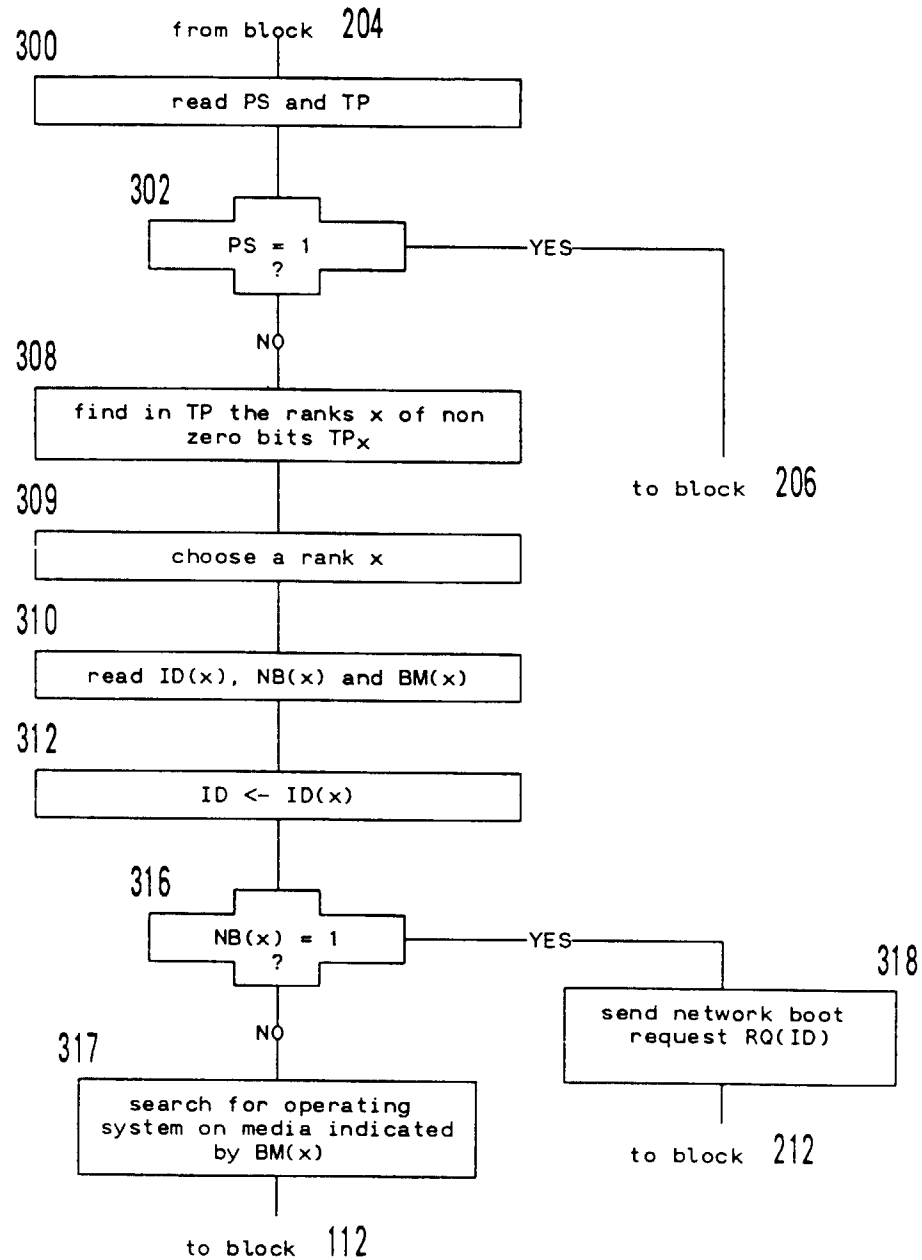 from block 204
300
read PS and TP
302
PS = 1
?
YES
NO
308
find in TP the ranks x of non
zero bits TPx
to block 206
309
choose a rank x
310
read ID(x), NB(x) and BM(x)
312
ID <- ID(x)
316
NB(x) = 1
?
YES
318
send network boot
request RQ(ID)
NO
317
search for operating
system on media indicated
by BM(x)
to block 212
to block 112